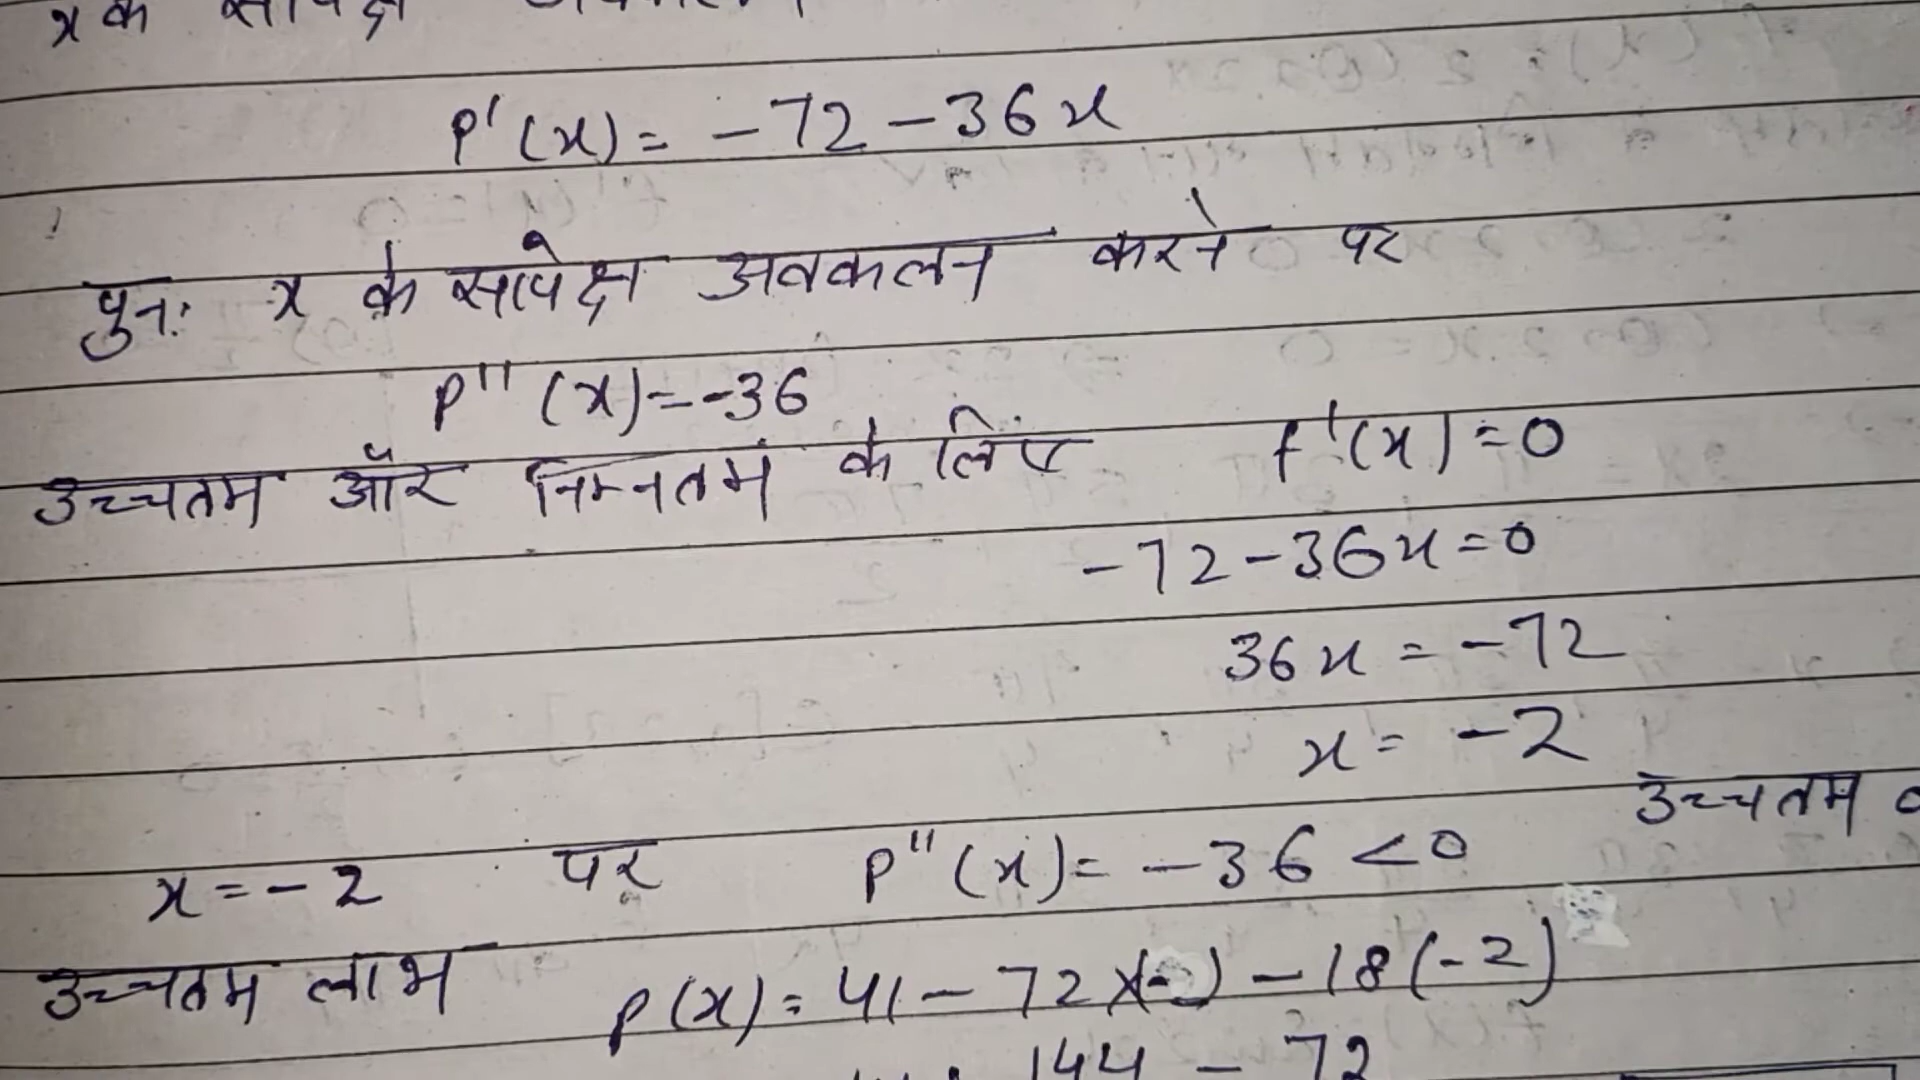 x के सापेक्ष
P'(x) = -72 - 36x
पुनः x के सापेक्ष अवकलन करने पर
P''(x) = -36
उच्चतम और निम्नतम के लिए f'(x) = 0
-72 - 36x = 0
36x = -72
x = -2
x = -2 पर P''(x) = -36 < 0 उच्चतम
उच्चतम लाभ P(x) = 41 - 72 x(-2) - 18(-2)
144 - 72